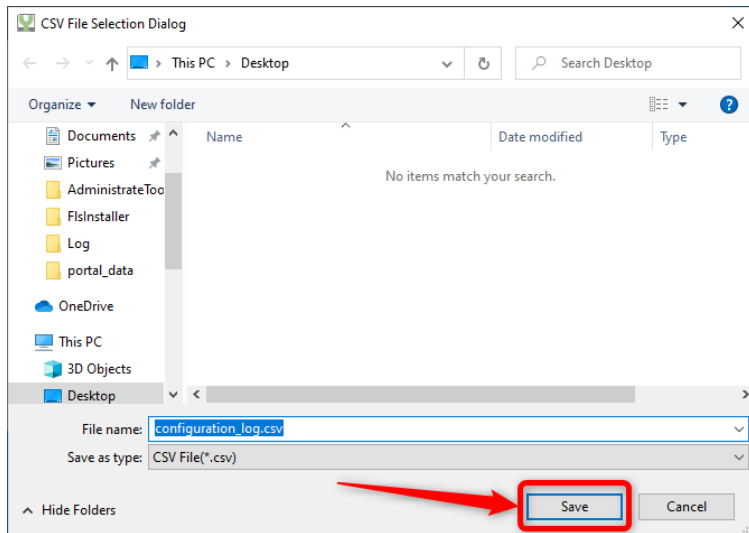 CSV File Selection Dialog
This PC > Desktop
Search Desktop
Organize
New folder
Documents
Pictures
AdministrateToo
FlsInstaller
Log
portal_data
OneDrive
This PC
3D Objects
Desktop
Name
Date modified
Type
No items match your search.
File name:
configuration_log.csv
Save as type:
CSV File(*.csv)
Hide Folders
Save
Cancel